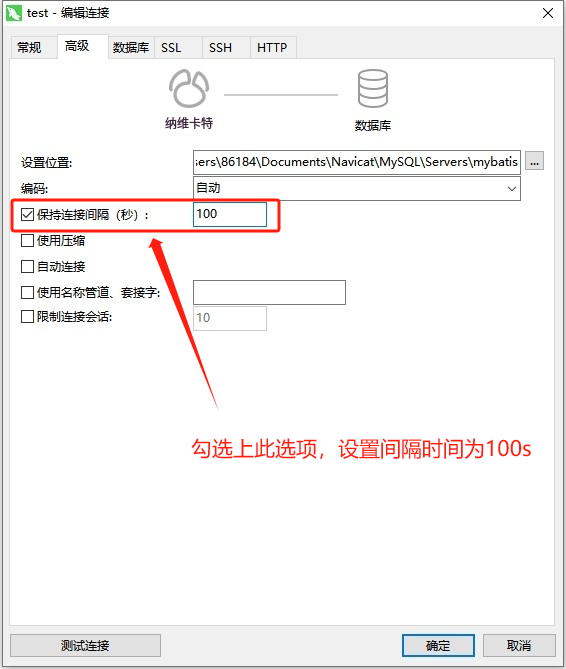 test - 编辑连接
常规 高级 数据库 SSL SSH HTTP
纳维卡特
数据库
设置位置: sers\86184\Documents\Navicat\MySQL\Servers\mybatis ...
编码: 自动
保持连接间隔（秒）: 100
使用压缩
自动连接
使用名称管道、套接字:
限制连接会话: 10
勾选上此选项，设置间隔时间为100s
测试连接 确定 取消